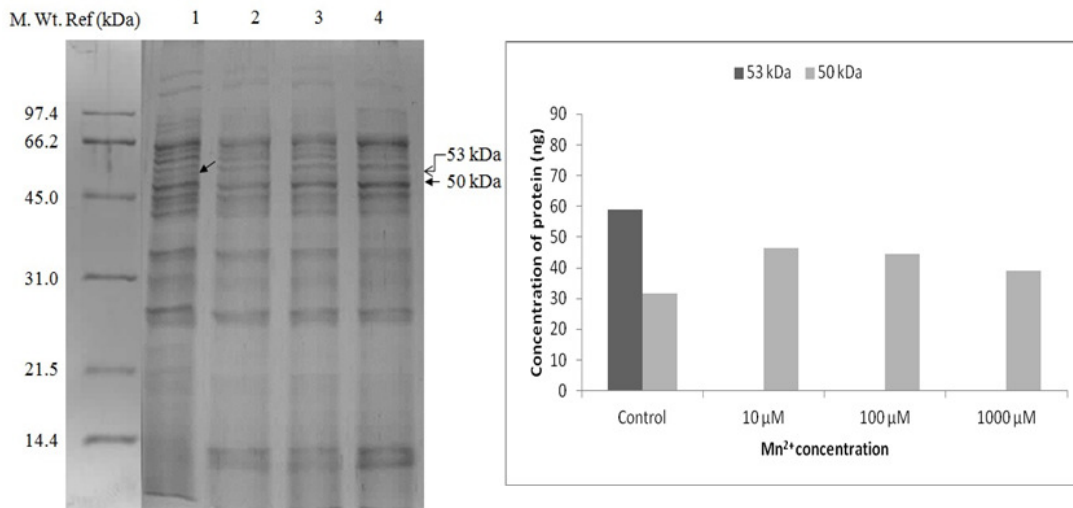 M. Wt. Ref (kDa) 1 2 3 4
97.4
66.2
53 kDa
50 kDa
45.0
31.0
21.5
14.4
53 kDa 50 kDa
Concentration of protein (ng)
90
80
70
60
50
40
30
20
10
0
Control 10 µM 100 µM 1000 µM
Mn²⁺concentration